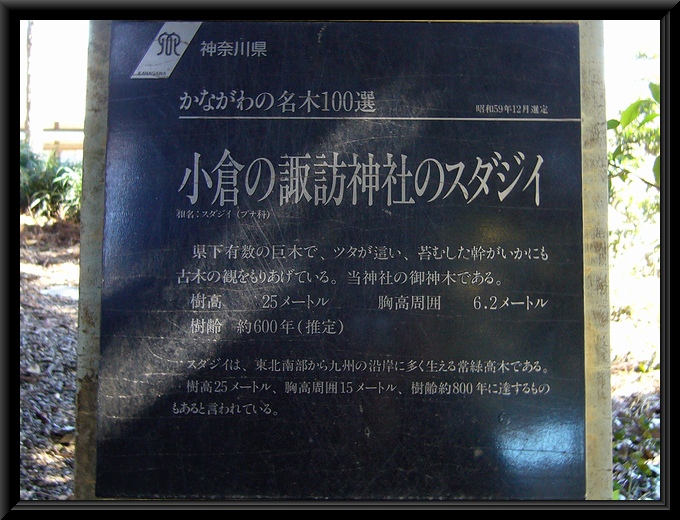 KANAGAWA
神奈川県
かながわの名木100選
昭和59年12月選定
小倉の諏訪神社のスダジイ
和名:スダジイ(ブナ科)
県下有数の巨木で、ツタが這い、苔むした幹がいかにも
古木の観をもりあげている。当神社の御神木である。
樹高 25メートル 胸高周囲 6.2メートル
樹齢 約600年(推定)
スダジイは、東北南部から九州の沿岸に多く生える常緑高木である。
樹高25メートル、胸高周囲15メートル、樹齢約800年に達するもの
もあると言われている。